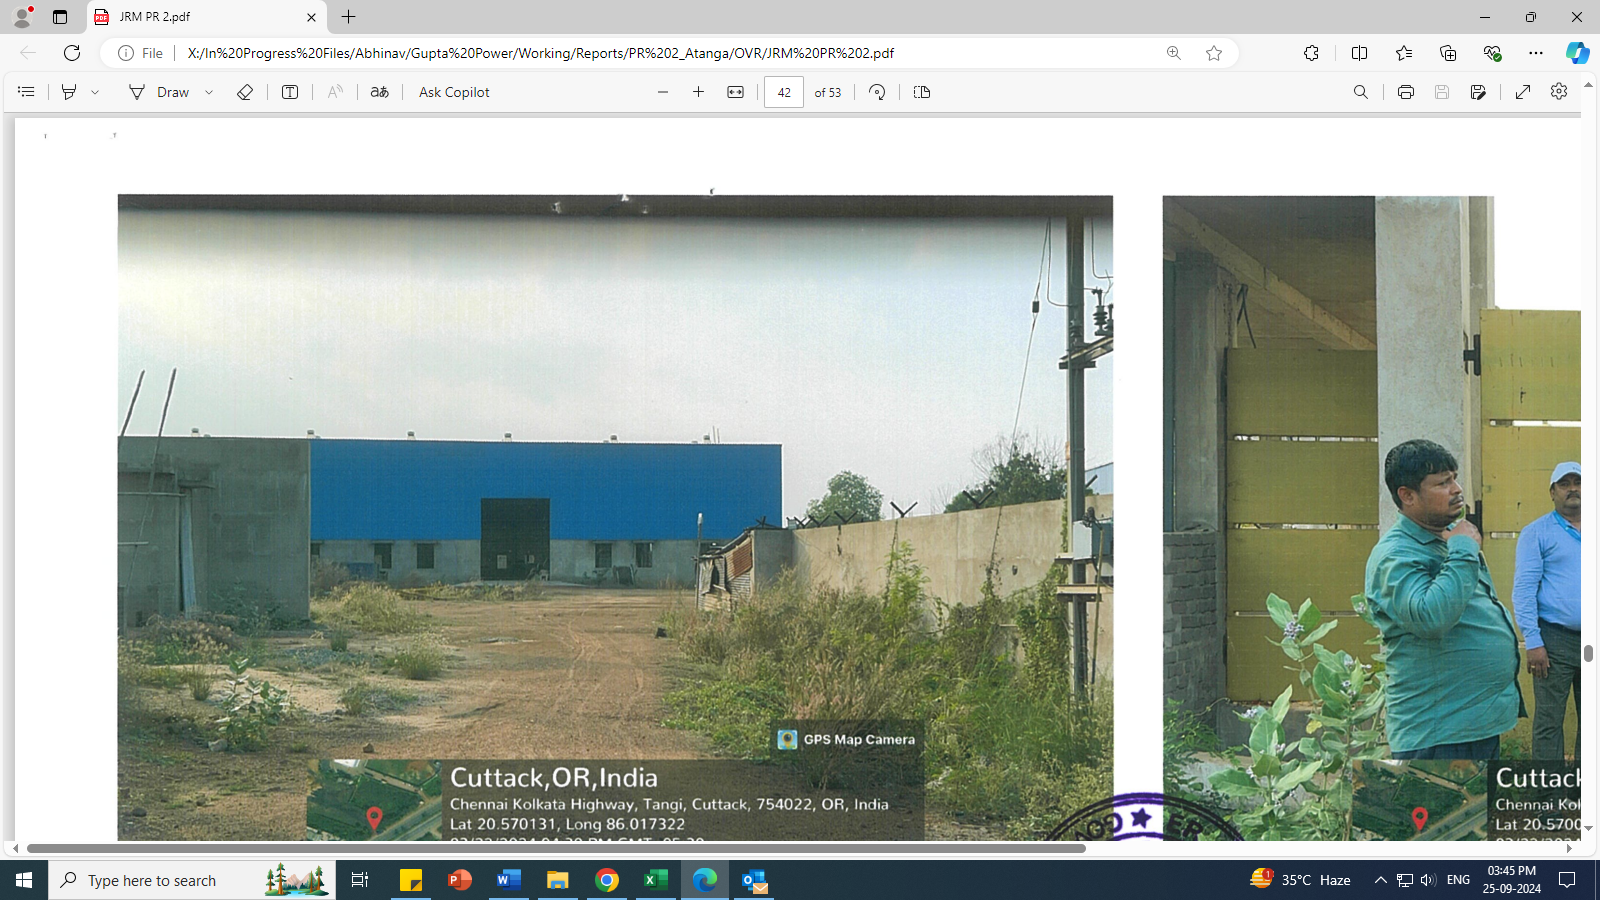 JRM PR 2.pdf
File
X:/In%20Progress%20Files/Abhinav/Gupta%20Power/Working/Reports/PR%202_Atanga/OVR/JRM%20PR%202.pdf
Draw
Ask Copilot
42
of 53
GPS Map Camera
Cuttack,OR,India
Chennai Kolkata Highway, Tangi, Cuttack, 754022, OR, India
Lat 20.570131, Long 86.017322
Cuttack
Chennai Kol
Lat 20.5700
Type here to search
35°C Haze
ENG
03:45 PM
25-09-2024